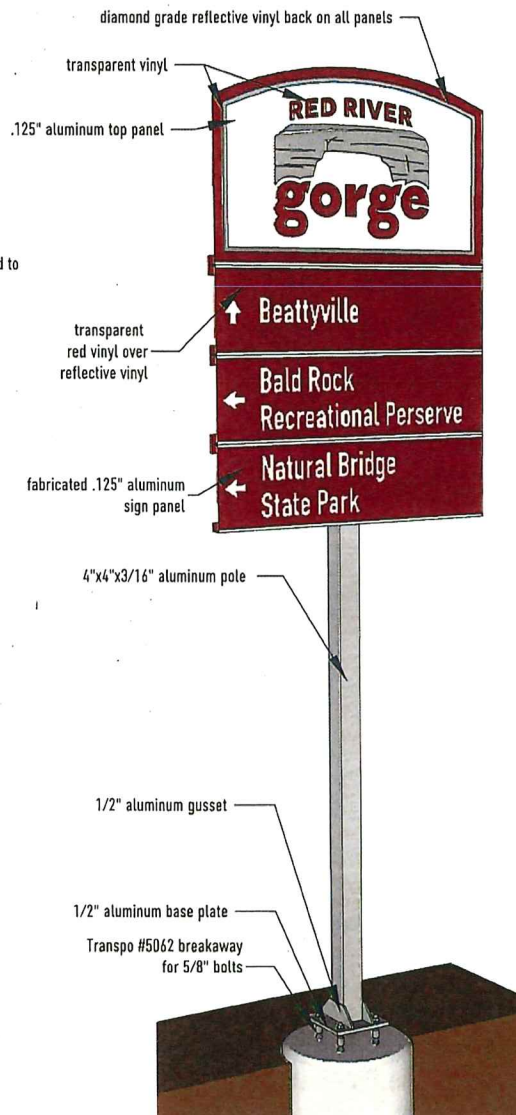 diamond grade reflective vinyl back on all panels
transparent vinyl
.125" aluminum top panel
RED RIVER
gorge
d to
transparent
red vinyl over
reflective vinyl
Beattyville
Bald Rock
Recreational Perserve
fabricated .125" aluminum
sign panel
Natural Bridge
State Park
4"x4"x3/16" aluminum pole
1/2" aluminum gusset
1/2" aluminum base plate
Transpo #5062 breakaway
for 5/8" bolts